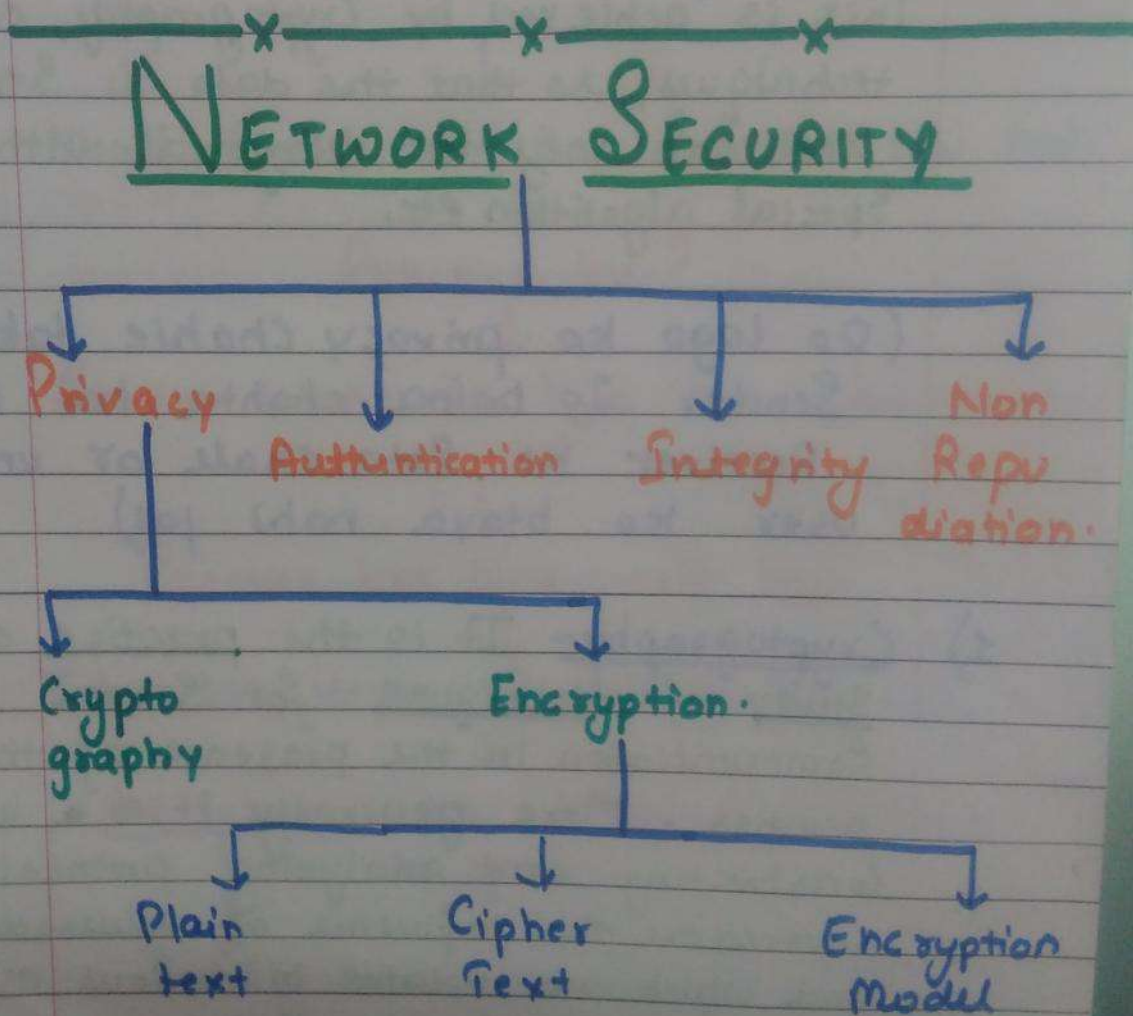 NETWORK SECURITY
Privacy
Authentication
Integrity
Non
Repu
diation.
Crypto
graphy
Encryption.
Plain
text
Cipher
Text
Encryption
Model